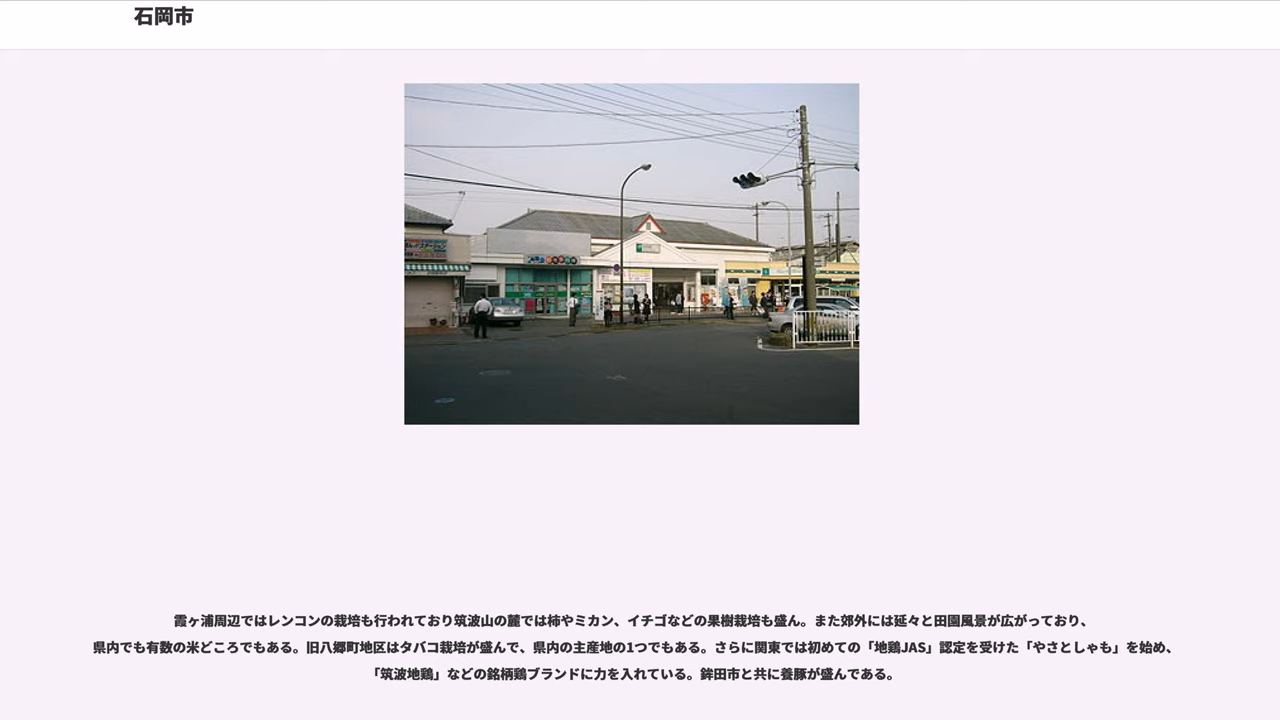 石岡市
霞ヶ浦周辺ではレンコンの栽培も行われており筑波山の麓では柿やミカン、イチゴなどの果樹栽培も盛ん。また郊外には延々と田園風景が広がっており、
県内でも有数の米どころでもある。旧八郷町地区はタバコ栽培が盛んで、県内の主産地の1つでもある。さらに関東では初めての「地鶏JAS」認定を受けた「やさとしゃも」を始め、
「筑波地鶏」などの銘柄鶏ブランドに力を入れている。鉾田市と共に養豚が盛んである。